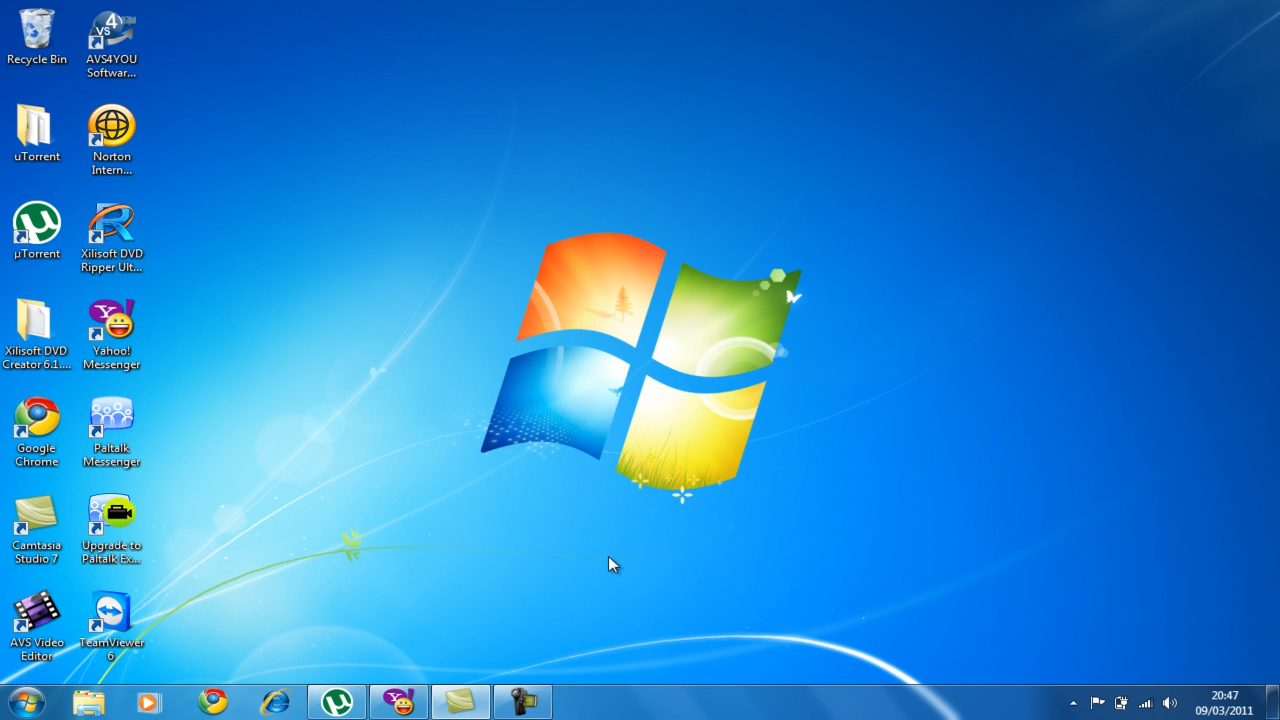 Recycle Bin
AVS4YOU
Softwar...
uTorrent
Norton
Intern...
µTorrent
Xilisoft DVD
Ripper Ult...
Xilisoft DVD
Creator 6.1....
Yahoo!
Messenger
Google
Chrome
Paltalk
Messenger
Camtasia
Studio 7
Upgrade to
Paltalk Ex...
AVS Video
Editor
TeamViewer
6
20:47
09/03/2011